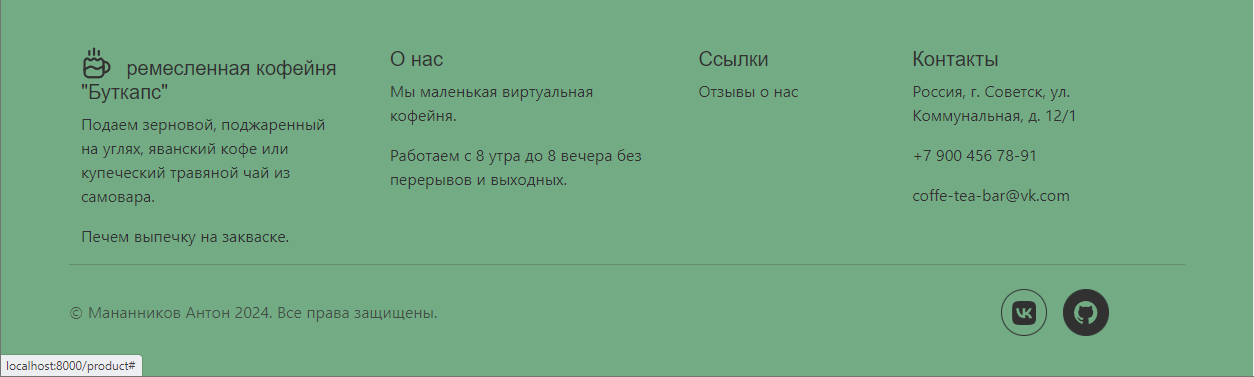 ремесленная кофейня
"Буткапс"
Подаем зерновой, поджаренный
на углях, яванский кофе или
купеческий травяной чай из
самовара.
Печем выпечку на закваске.
О нас
Мы маленькая виртуальная
кофейня.
Работаем с 8 утра до 8 вечера без
перерывов и выходных.
Ссылки
Отзывы о нас
Контакты
Россия, г. Советск, ул.
Коммунальная, д. 12/1
+7 900 456 78-91
coffe-tea-bar@vk.com
© Мананников Антон 2024. Все права защищены.
localhost:8000/product#